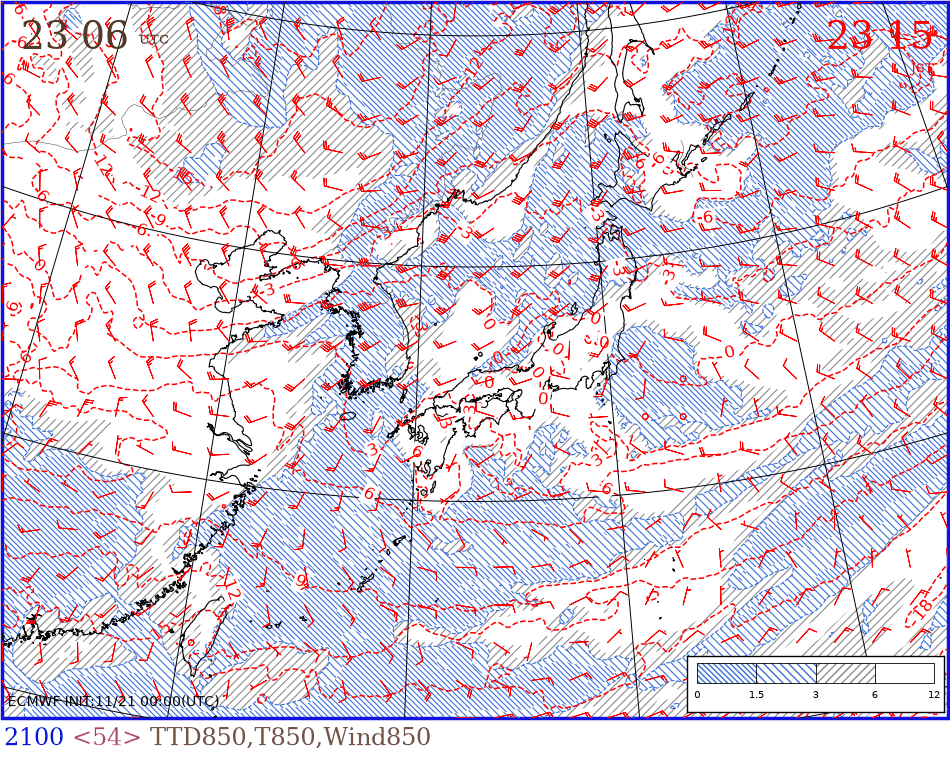 23 06 UTC
23 15 JST
ECMWF INIT:11/21 00:00(UTC)
0 1.5 3 6 12
2100 <54> TTD850,T850,Wind850